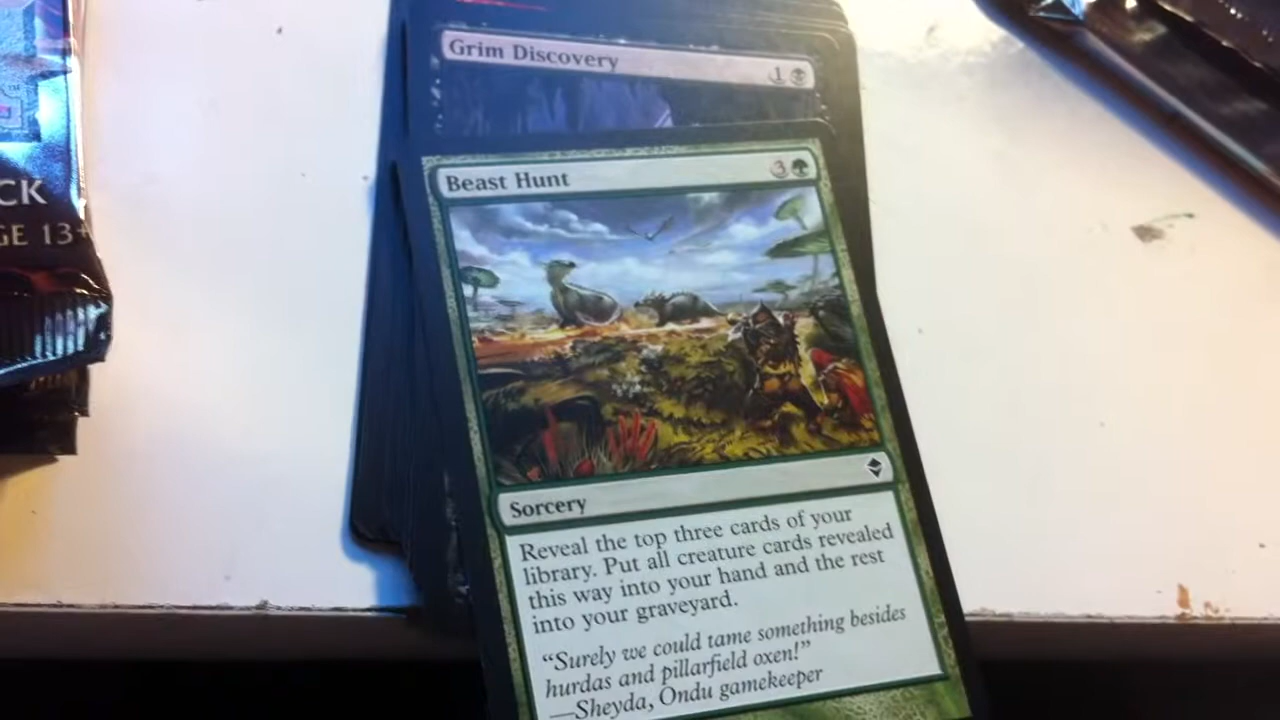 CK
GE 13+
Grim Discovery 1
Beast Hunt 3
Sorcery
Reveal the top three cards of your
library. Put all creature cards revealed
this way into your hand and the rest
into your graveyard.
“Surely we could tame something besides
hurdas and pillarfield oxen!”
—Sheyda, Ondu gamekeeper